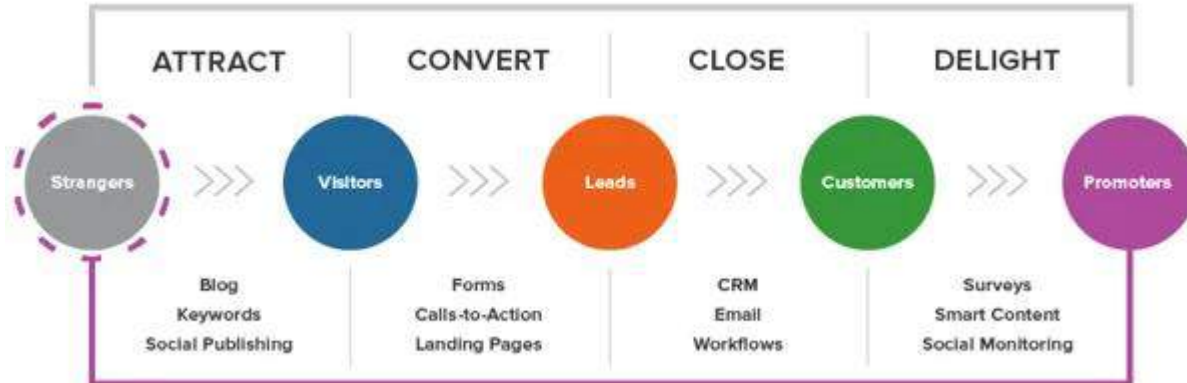 ATTRACT
CONVERT
CLOSE
DELIGHT
Strangers
Visitors
Leads
Customers
Promoters
Blog
Keywords
Social Publishing
Forms
Calls-to-Action
Landing Pages
CRM
Email
Workflows
Surveys
Smart Content
Social Monitoring